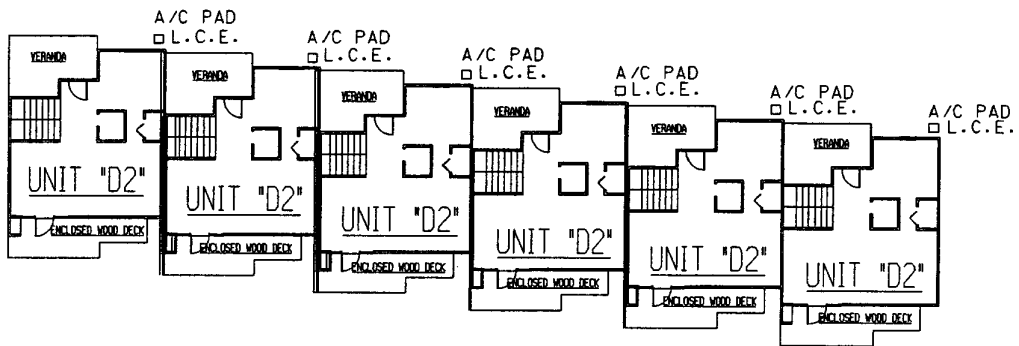 A/C PAD
L.C.E.
A/C PAD
L.C.E.
A/C PAD
L.C.E.
A/C PAD
L.C.E.
A/C PAD
L.C.E.
A/C PAD
L.C.E.
VERANDA
VERANDA
VERANDA
VERANDA
VERANDA
VERANDA
UNIT "D2"
UNIT "D2"
UNIT "D2"
UNIT "D2"
UNIT "D2"
UNIT "D2"
ENCLOSED WOOD DECK
ENCLOSED WOOD DECK
ENCLOSED WOOD DECK
ENCLOSED WOOD DECK
ENCLOSED WOOD DECK
ENCLOSED WOOD DECK